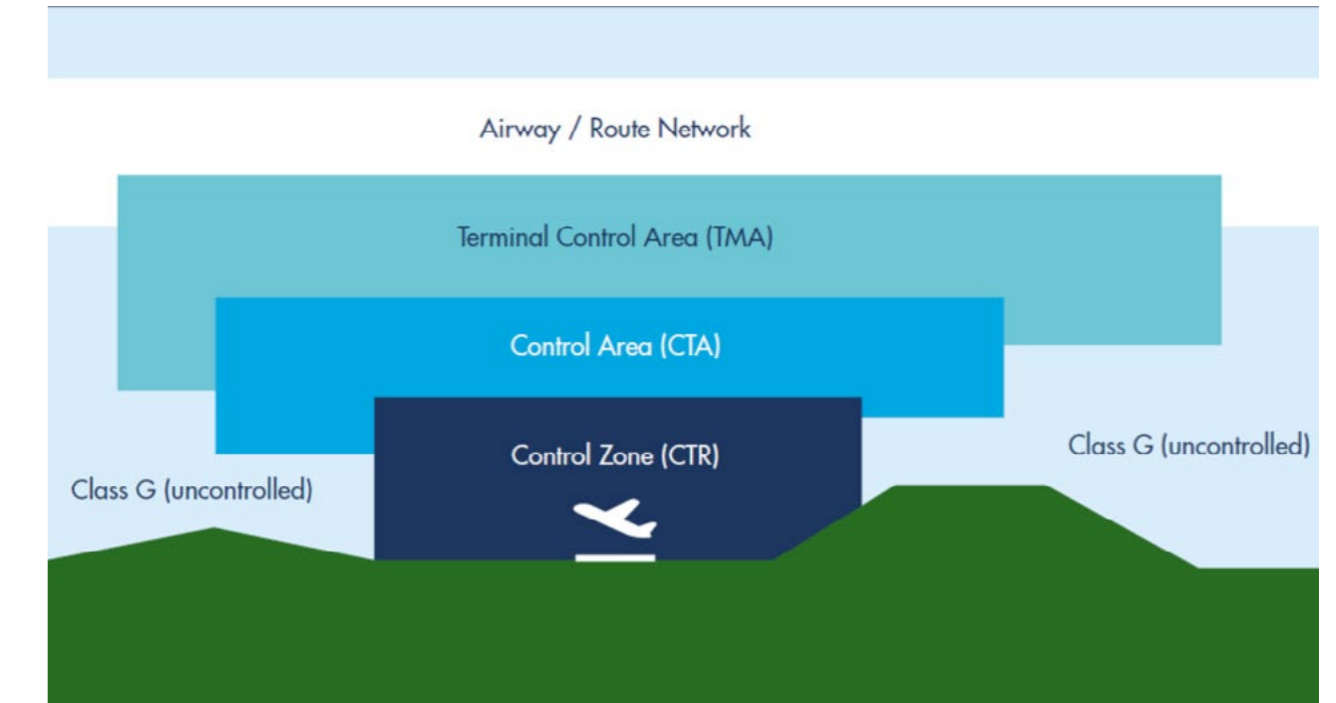 Airway / Route Network
Terminal Control Area (TMA)
Control Area (CTA)
Control Zone (CTR)
Class G (uncontrolled)
Class G (uncontrolled)